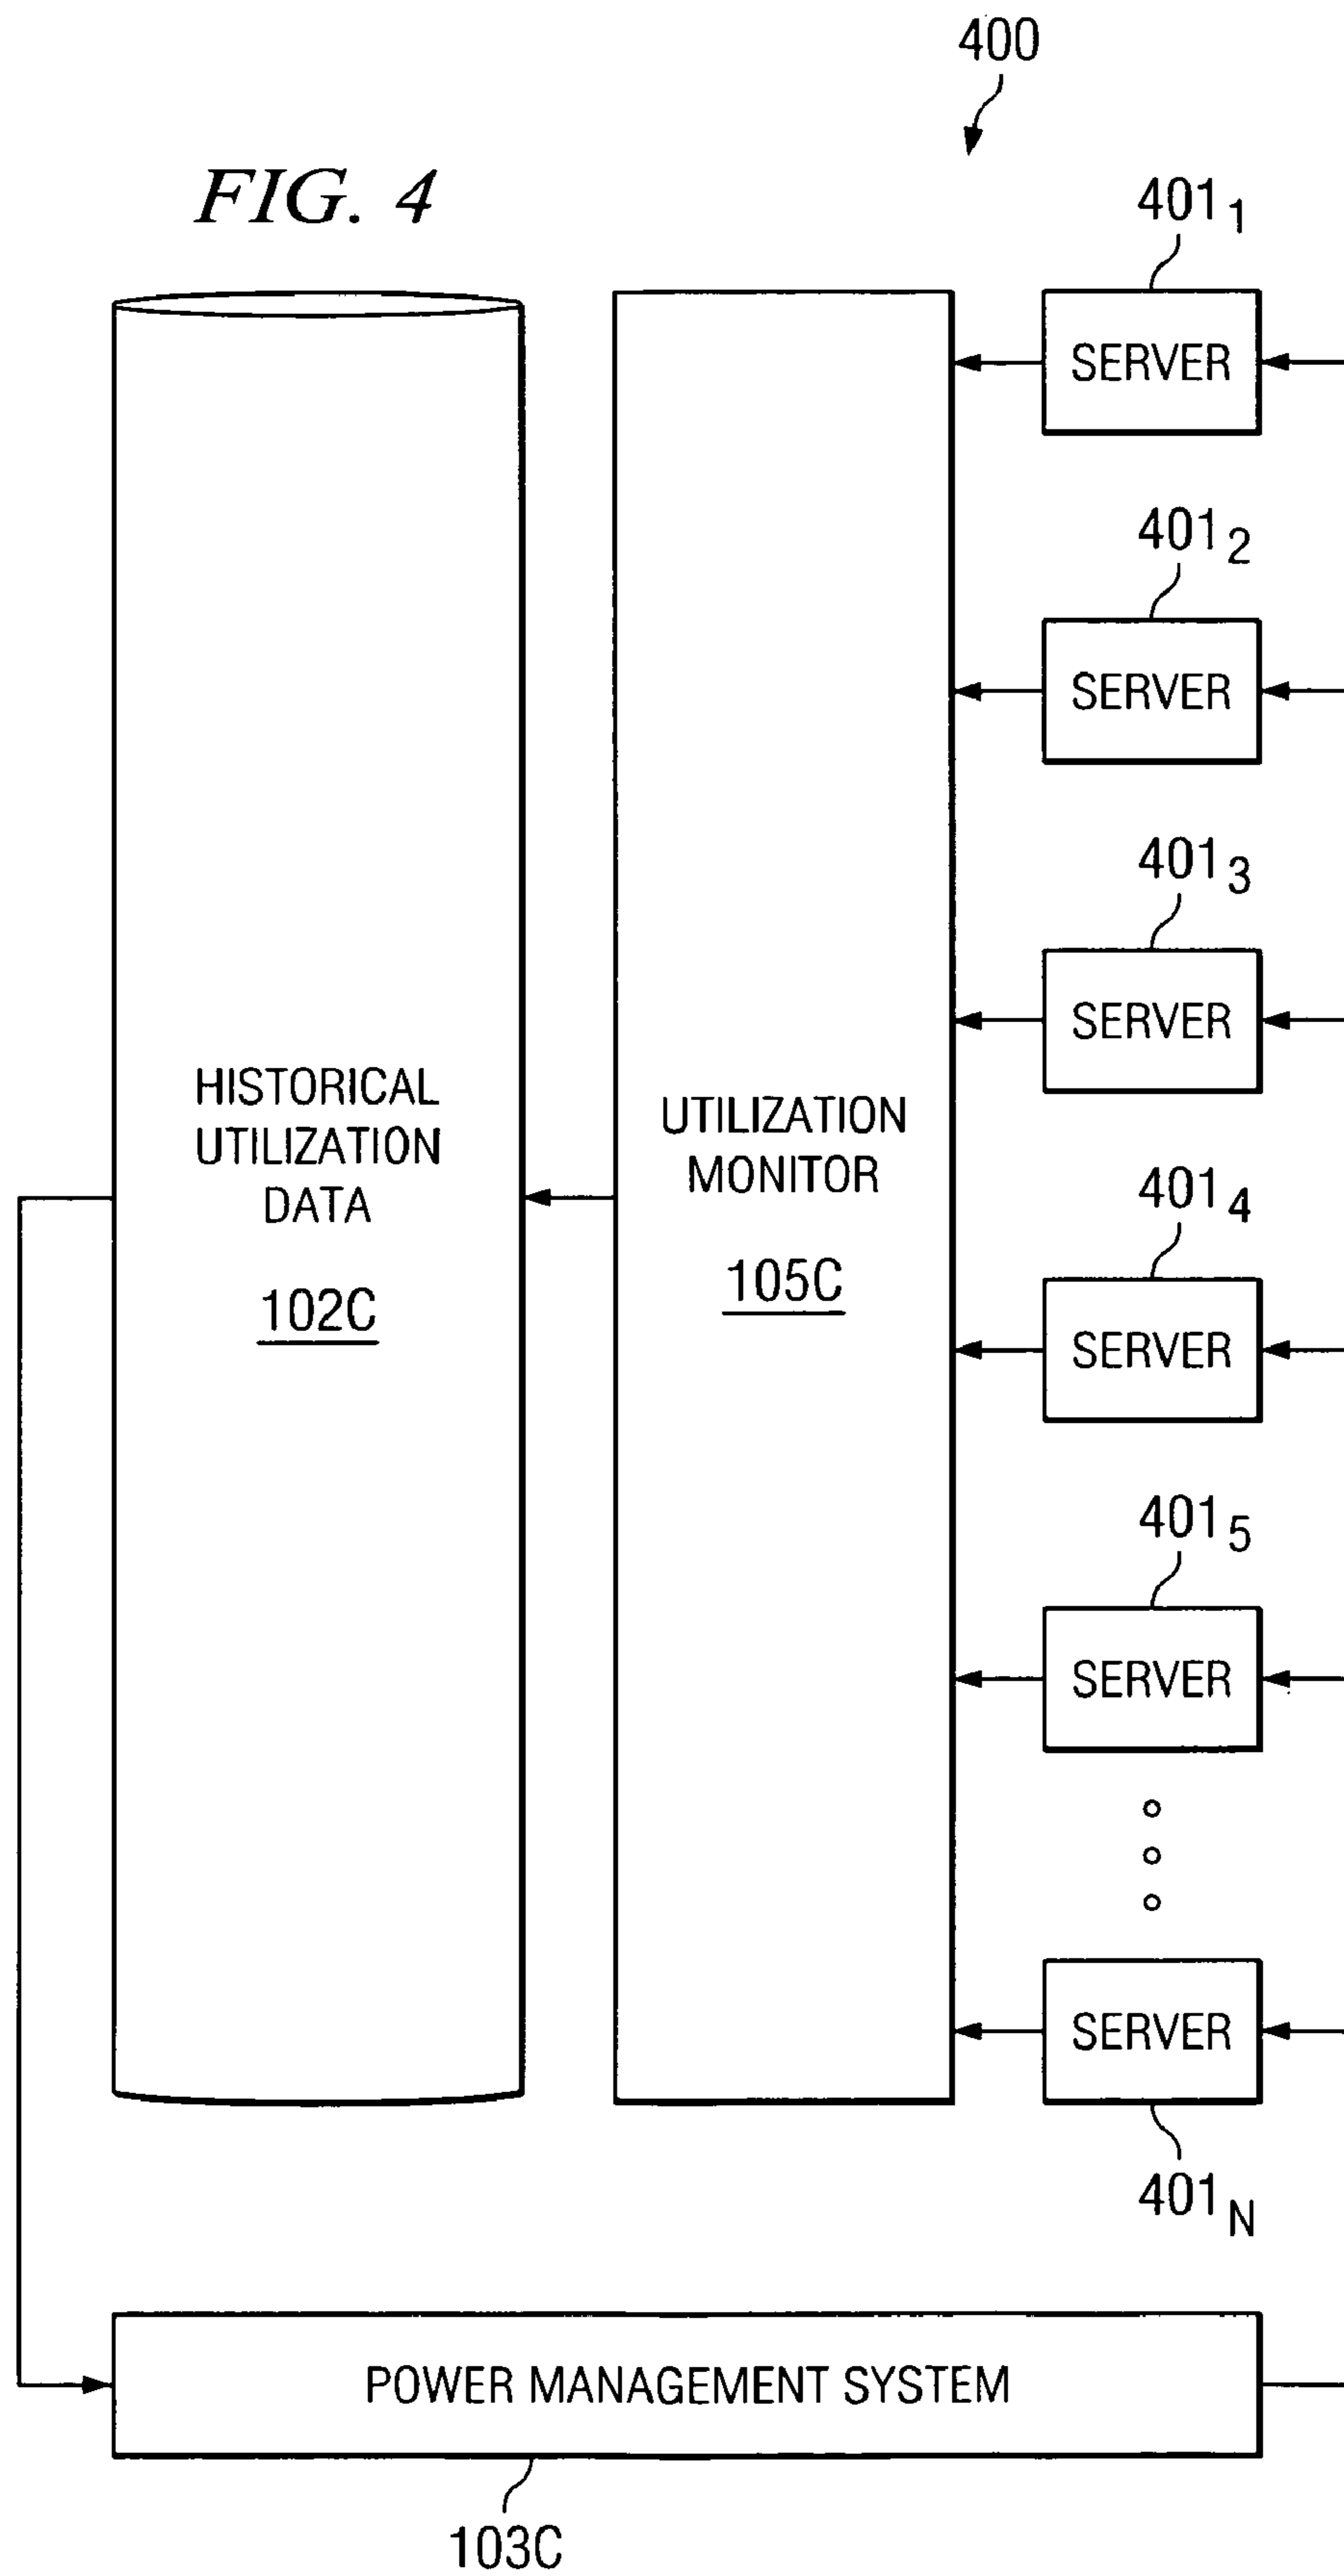 400
FIG. 4
401₁
SERVER
401₂
SERVER
401₃
SERVER
HISTORICAL
UTILIZATION
DATA
102C
UTILIZATION
MONITOR
105C
401₄
SERVER
401₅
SERVER
SERVER
401N
POWER MANAGEMENT SYSTEM
103C